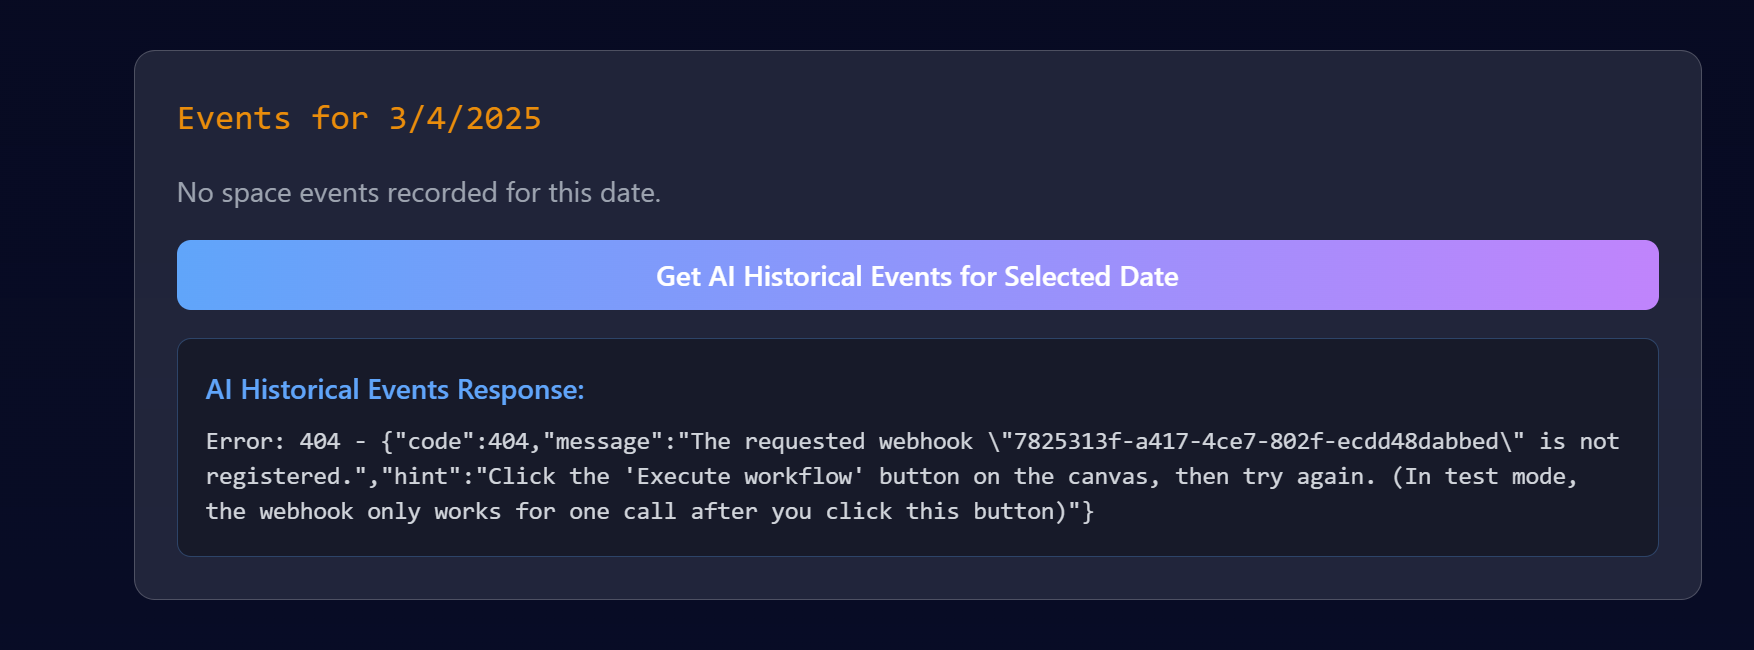 Events for 3/4/2025
No space events recorded for this date.
Get AI Historical Events for Selected Date
AI Historical Events Response:
Error: 404 - {"code":404,"message":"The requested webhook \"7825313f-a417-4ce7-802f-ecdd48dabbed\" is not
registered.","hint":"Click the 'Execute workflow' button on the canvas, then try again. (In test mode,
the webhook only works for one call after you click this button)"}